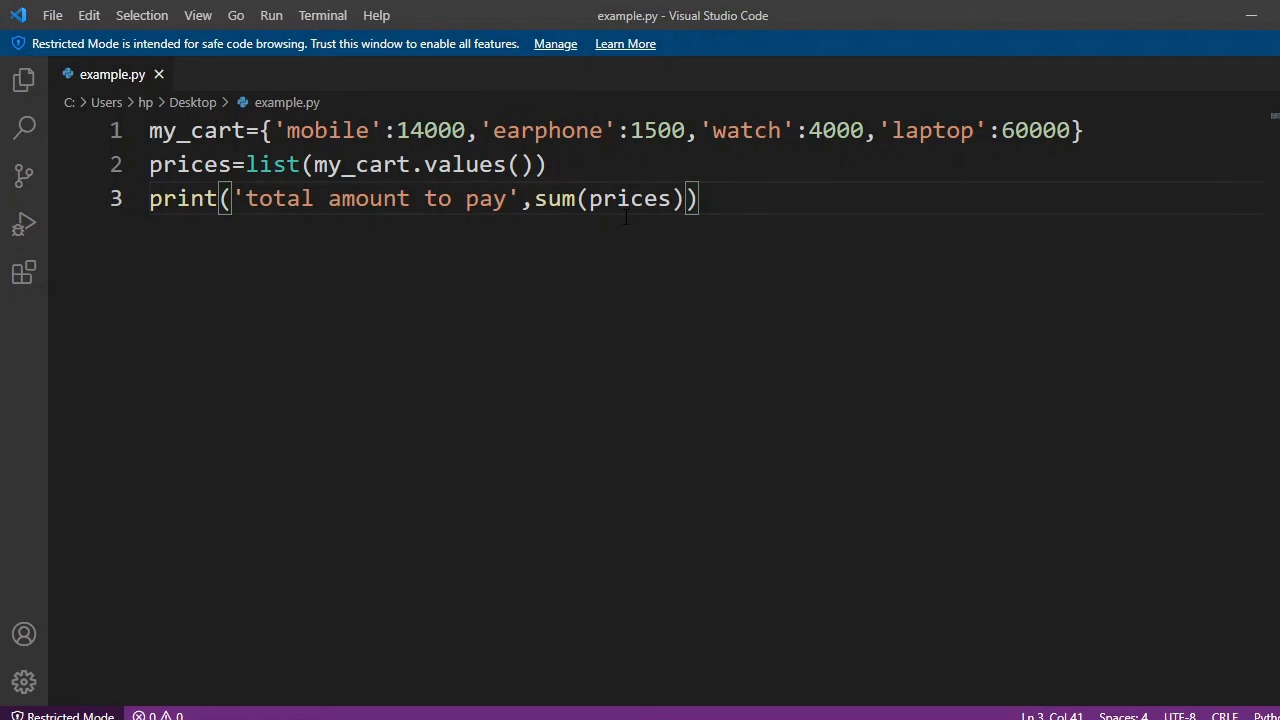 File Edit Selection View Go Run Terminal Help example.py - Visual Studio Code
Restricted Mode is intended for safe code browsing. Trust this window to enable all features. Manage Learn More
example.py
C: > Users > hp > Desktop > example.py
1 my_cart={'mobile':14000,'earphone':1500,'watch':4000,'laptop':60000}
2 prices=list(my_cart.values())
3 print('total amount to pay',sum(prices))
Restricted Mode 0 0 Ln 3, Col 41 Spaces: 4 UTF-8 CRLF